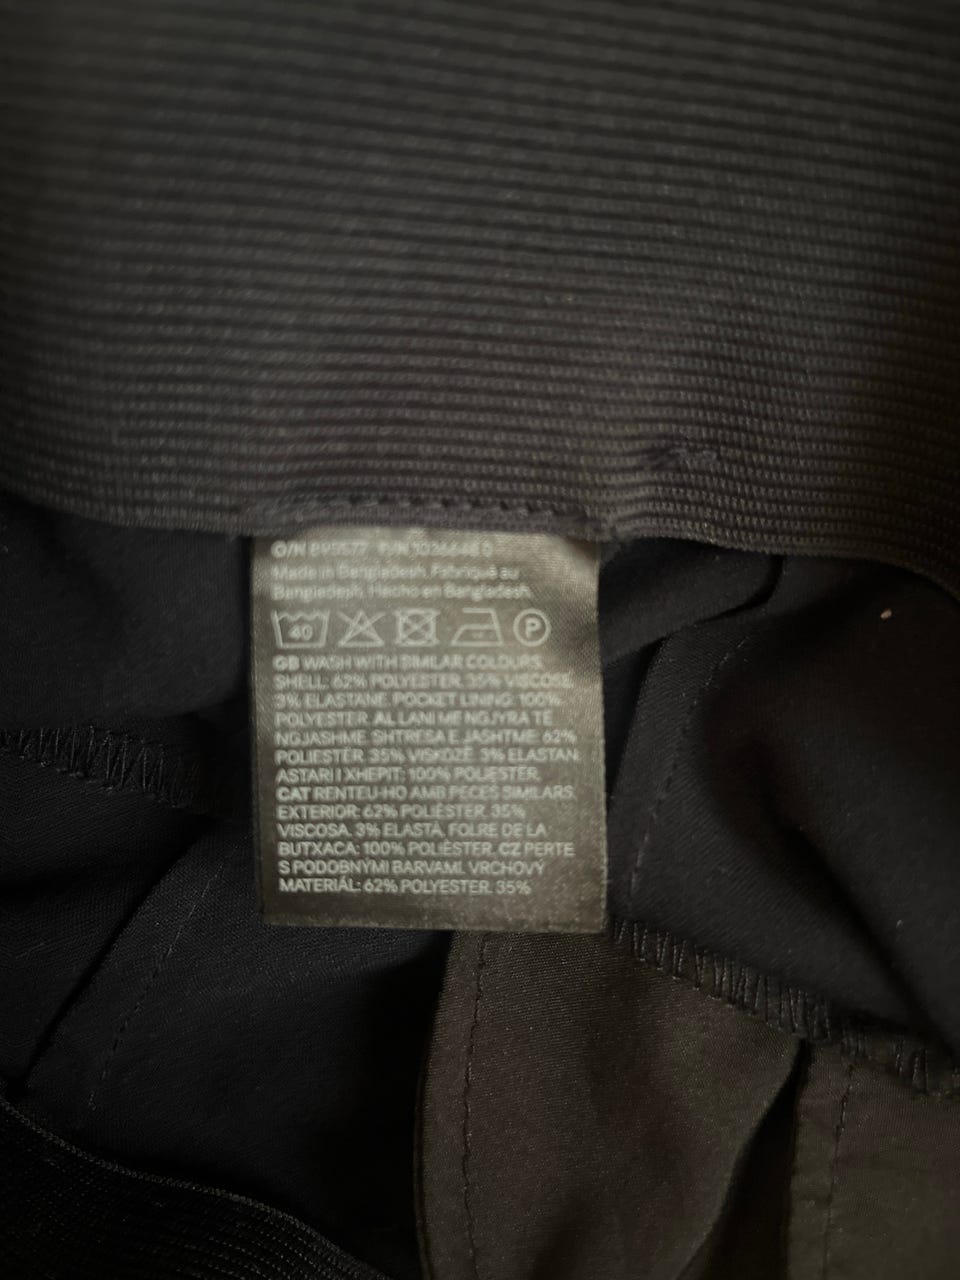 Made in Bangladesh. Fabriqué au
Bangladesh. Hecho en Bangladesh.
40 P
GB WASH WITH SIMILAR COLOURS.
SHELL: 62% POLYESTER. 35% VISCOSE.
3% ELASTANE. POCKET LINING: 100%
POLYESTER. AL LANI ME NGJYRA TË
NGJASHME. SHTRESA E JASHTME: 62%
POLIESTËR. 35% VISKOZË. 3% ELASTAN.
ASTARI I XHEPIT: 100% POLIESTËR.
CAT RENTEU-HO AMB PECES SIMILARS.
EXTERIOR: 62% POLIÈSTER. 35%
VISCOSA. 3% ELASTÀ. FOLRE DE LA
BUTXACA: 100% POLIÈSTER. CZ PERTE
S PODOBNÝMI BARVAMI. VRCHOVÝ
MATERIÁL: 62% POLYESTER. 35%